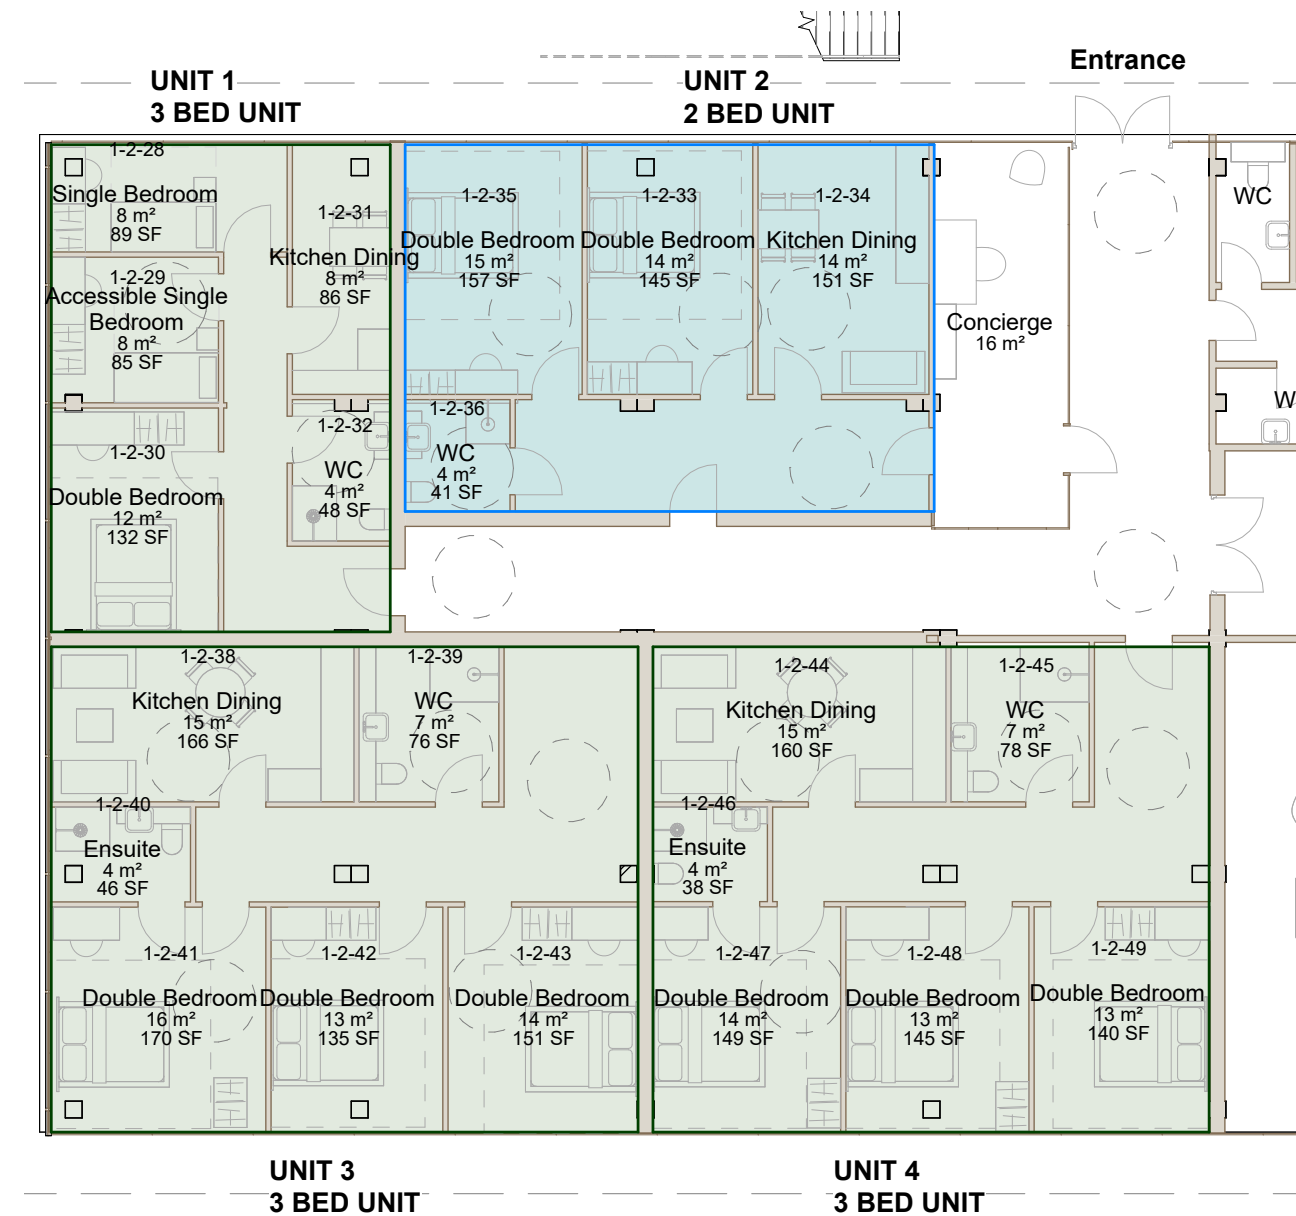 Entrance
UNIT 1
3 BED UNIT
UNIT 2
2 BED UNIT
1-2-28
Single Bedroom
8 m²
89 SF
1-2-29
Accessible Single
Bedroom
8 m²
85 SF
1-2-30
Double Bedroom
12 m²
132 SF
1-2-31
Kitchen Dining
8 m²
86 SF
1-2-32
WC
4 m²
48 SF
1-2-35
Double Bedroom
15 m²
157 SF
1-2-33
Double Bedroom
14 m²
145 SF
1-2-34
Kitchen Dining
14 m²
151 SF
1-2-36
WC
4 m²
41 SF
Concierge
16 m²
WC
W
1-2-38
Kitchen Dining
15 m²
166 SF
1-2-39
WC
7 m²
76 SF
1-2-40
Ensuite
4 m²
46 SF
1-2-41
Double Bedroom
16 m²
170 SF
1-2-42
Double Bedroom
13 m²
135 SF
1-2-43
Double Bedroom
14 m²
151 SF
1-2-44
Kitchen Dining
15 m²
160 SF
1-2-45
WC
7 m²
78 SF
1-2-46
Ensuite
4 m²
38 SF
1-2-47
Double Bedroom
14 m²
149 SF
1-2-48
Double Bedroom
13 m²
145 SF
1-2-49
Double Bedroom
13 m²
140 SF
UNIT 3
3 BED UNIT
UNIT 4
3 BED UNIT